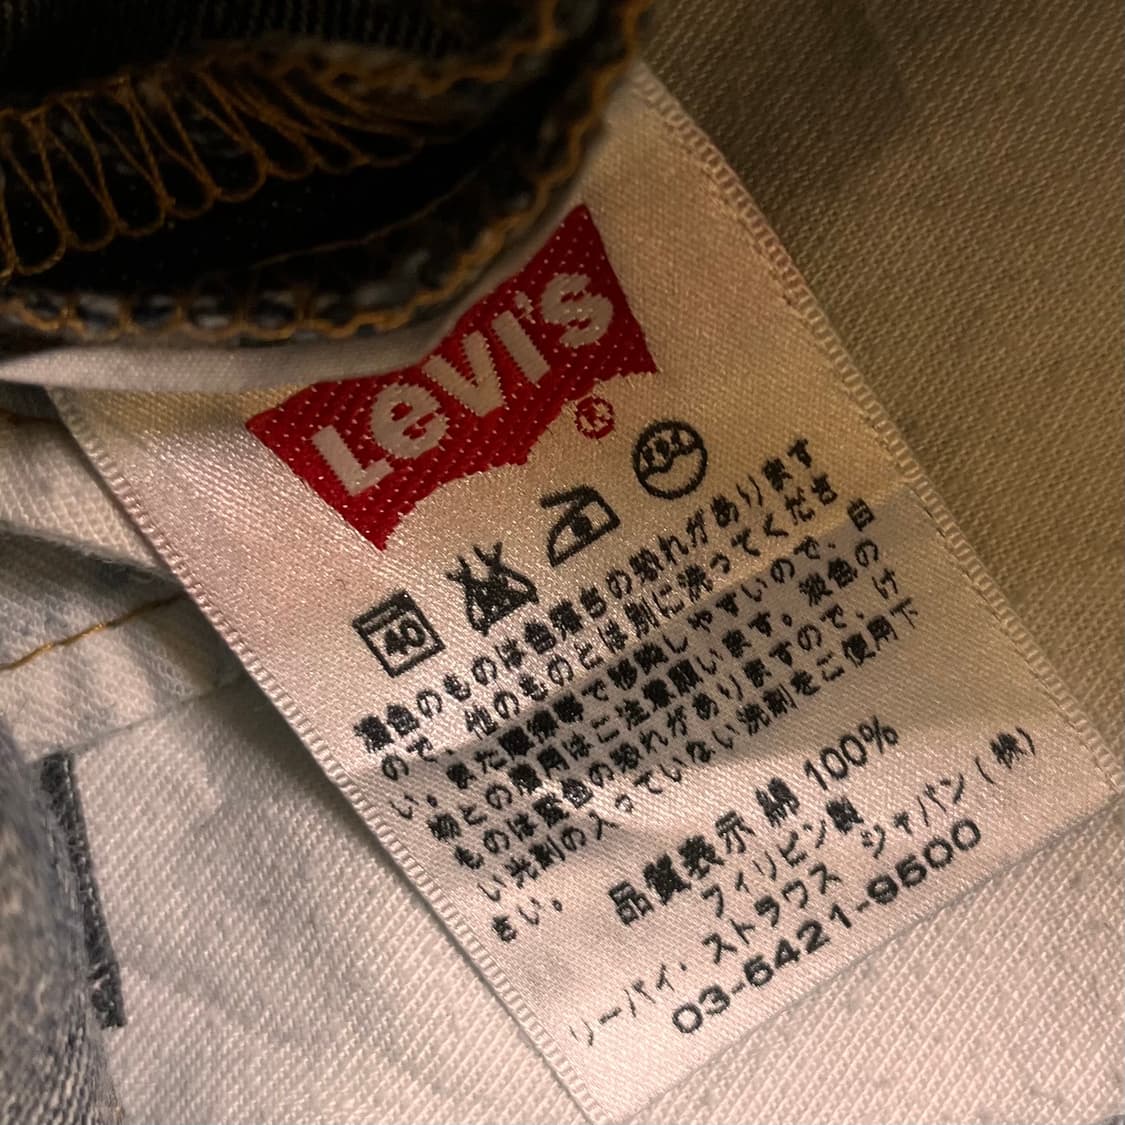 Levi's
®
40
濃色のものは色落ちの恐れがあります
ので、他のものとは別に洗ってくださ
い。また摩擦等で移染しやすいので、白
物との着用はご注意願います。淡色の
ものは変色の恐れがありますので、け
い光剤の入っていない洗剤をご使用下
さい。
品質表示 綿 100%
フィリピン製
リーバイ・ストラウス ジャパン(株)
03-5421-9500